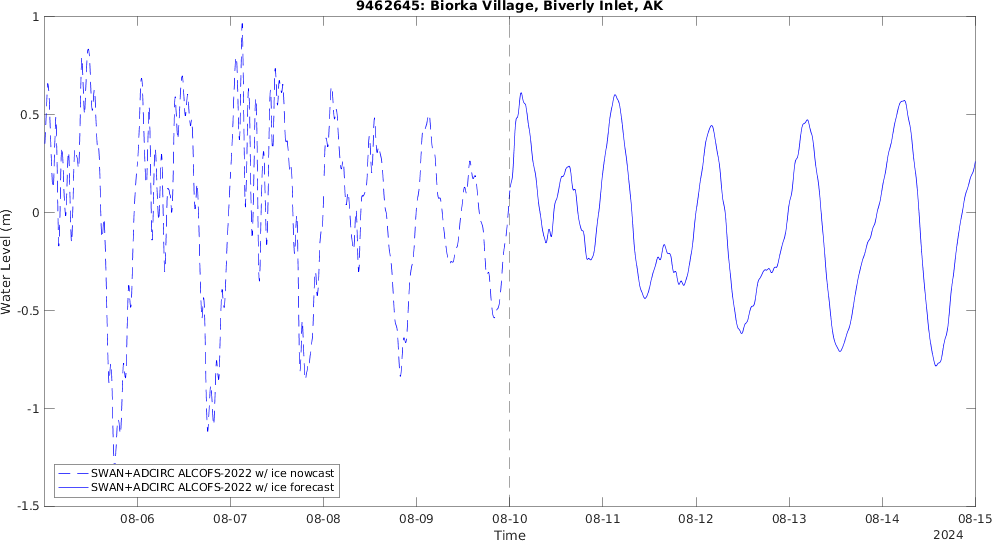 9462645: Biorka Village, Biverly Inlet, AK
Water Level (m)
1
0.5
0
-0.5
-1
-1.5
SWAN+ADCIRC ALCOFS-2022 w/ ice nowcast
SWAN+ADCIRC ALCOFS-2022 w/ ice forecast
08-06 08-07 08-08 08-09 08-10 08-11 08-12 08-13 08-14 08-15
Time
2024